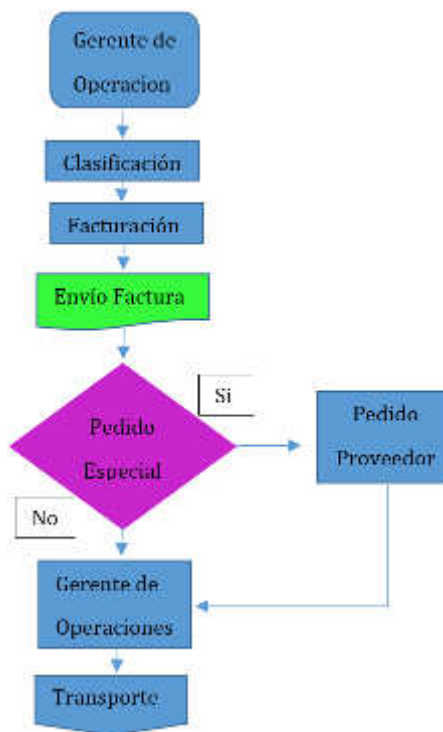 Gerente de
Operacion
Clasificación
Facturación
Envío Factura
Si
Pedido
Especial
Pedido
Proveedor
No
Gerente de
Operaciones
Transporte